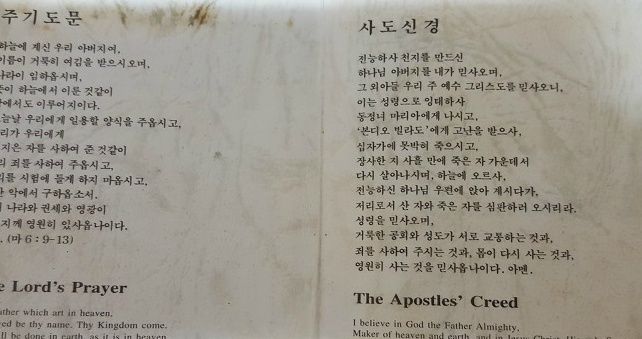 주기도문
하늘에 계신 우리 아버지여,
이름이 거룩히 여김을 받으시오며,
나라이 임하옵시며,
뜻이 하늘에서 이룬 것같이
에서도 이루어지이다.
늘날 우리에게 일용할 양식을 주옵시고,
리가 우리에게
지은 자를 사하여 준 것같이
리 죄를 사하여 주옵시고,
를 시험에 들게 하지 마옵시고,
악에서 구하옵소서.
나라와 권세와 영광이
지께 영원히 있사옵나이다.
. (마 6 : 9-13)
Lord's Prayer
ather which art in heaven,
ed be thy name. Thy Kingdom come.
ll be done in earth, as it is in heaven
사도신경
전능하사 천지를 만드신
하나님 아버지를 내가 믿사오며,
그 외아들 우리 주 예수 그리스도를 믿사오니,
이는 성령으로 잉태하사
동정녀 마리아에게 나시고,
'본디오 빌라도'에게 고난을 받으사,
십자가에 못박혀 죽으시고,
장사한 지 사흘 만에 죽은 자 가운데서
다시 살아나시며, 하늘에 오르사,
전능하신 하나님 우편에 앉아 계시다가,
저리로서 산 자와 죽은 자를 심판하러 오시리라.
성령을 믿사오며,
거룩한 공회와 성도가 서로 교통하는 것과,
죄를 사하여 주시는 것과, 몸이 다시 사는 것과,
영원히 사는 것을 믿사옵나이다. 아멘.
The Apostles' Creed
I believe in God the Father Almighty,
Maker of heaven and earth, and in Jesus Christ